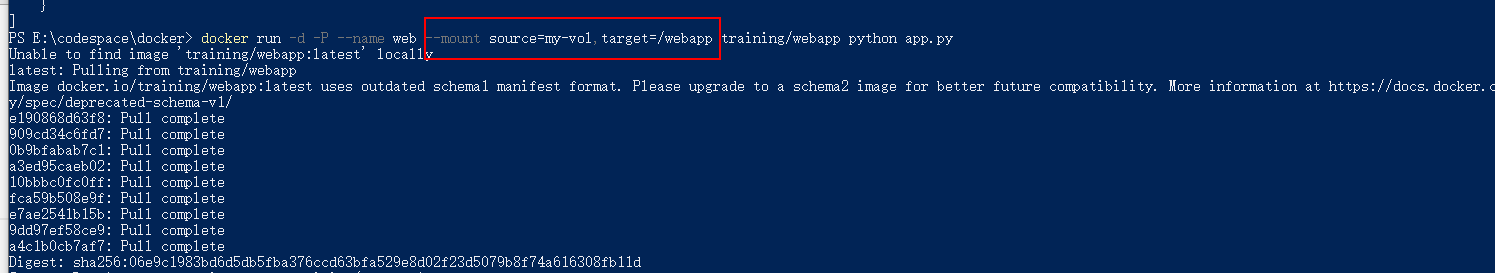 }
]
PS E:\codespace\docker> docker run -d -P --name web --mount source=my-vol,target=/webapp training/webapp python app.py
Unable to find image 'training/webapp:latest' locally
latest: Pulling from training/webapp
Image docker.io/training/webapp:latest uses outdated schema1 manifest format. Please upgrade to a schema2 image for better future compatibility. More information at https://docs.docker.c
y/spec/deprecated-schema-v1/
e190868d63f8: Pull complete
909cd34c6fd7: Pull complete
0b9bfabab7c1: Pull complete
a3ed95caeb02: Pull complete
10bbbc0fc0ff: Pull complete
fca59b508e9f: Pull complete
e7ae2541b15b: Pull complete
9dd97ef58ce9: Pull complete
a4c1b0cb7af7: Pull complete
Digest: sha256:06e9c1983bd6d5db5fba376ccd63bfa529e8d02f23d5079b8f74a616308fb11d